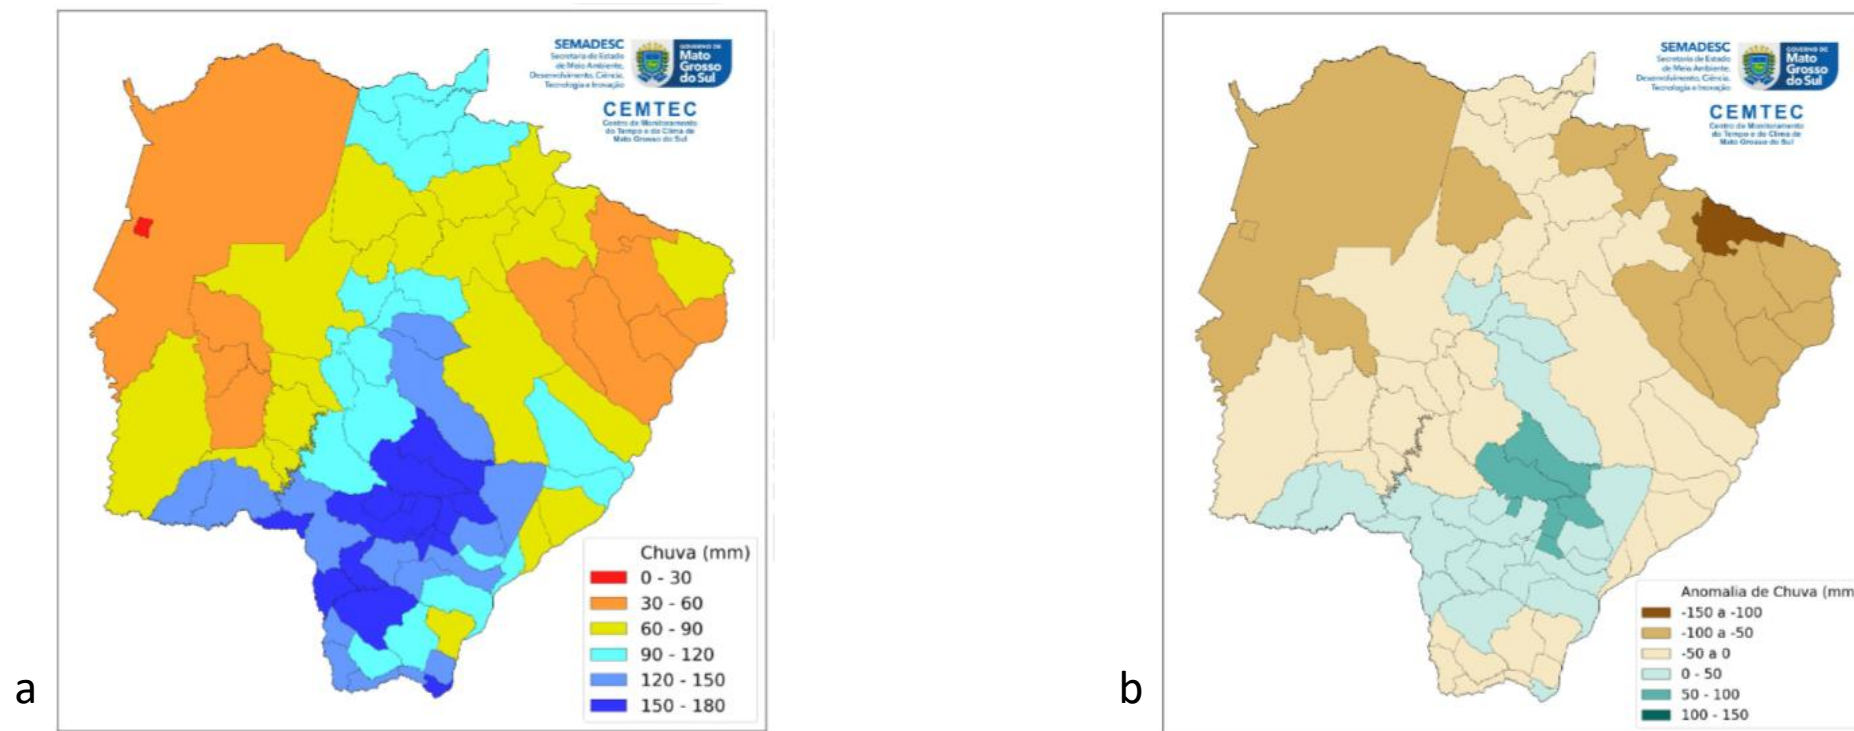 SEMADESC
Secretaria de Estado
de Meio Ambiente,
Desenvolvimento, Ciência,
Tecnologia e Inovação
GOVERNO DE
Mato
Grosso
do Sul
CEMTEC
Centro de Monitoramento
do Tempo e do Clima de
Mato Grosso do Sul
Chuva (mm)
0 - 30
30 - 60
60 - 90
90 - 120
120 - 150
150 - 180
a
SEMADESC
Secretaria de Estado
de Meio Ambiente,
Desenvolvimento, Ciência,
Tecnologia e Inovação
GOVERNO DE
Mato
Grosso
do Sul
CEMTEC
Centro de Monitoramento
do Tempo e do Clima de
Mato Grosso do Sul
Anomalia de Chuva (mm
-150 a -100
-100 a -50
-50 a 0
0 - 50
50 - 100
100 - 150
b